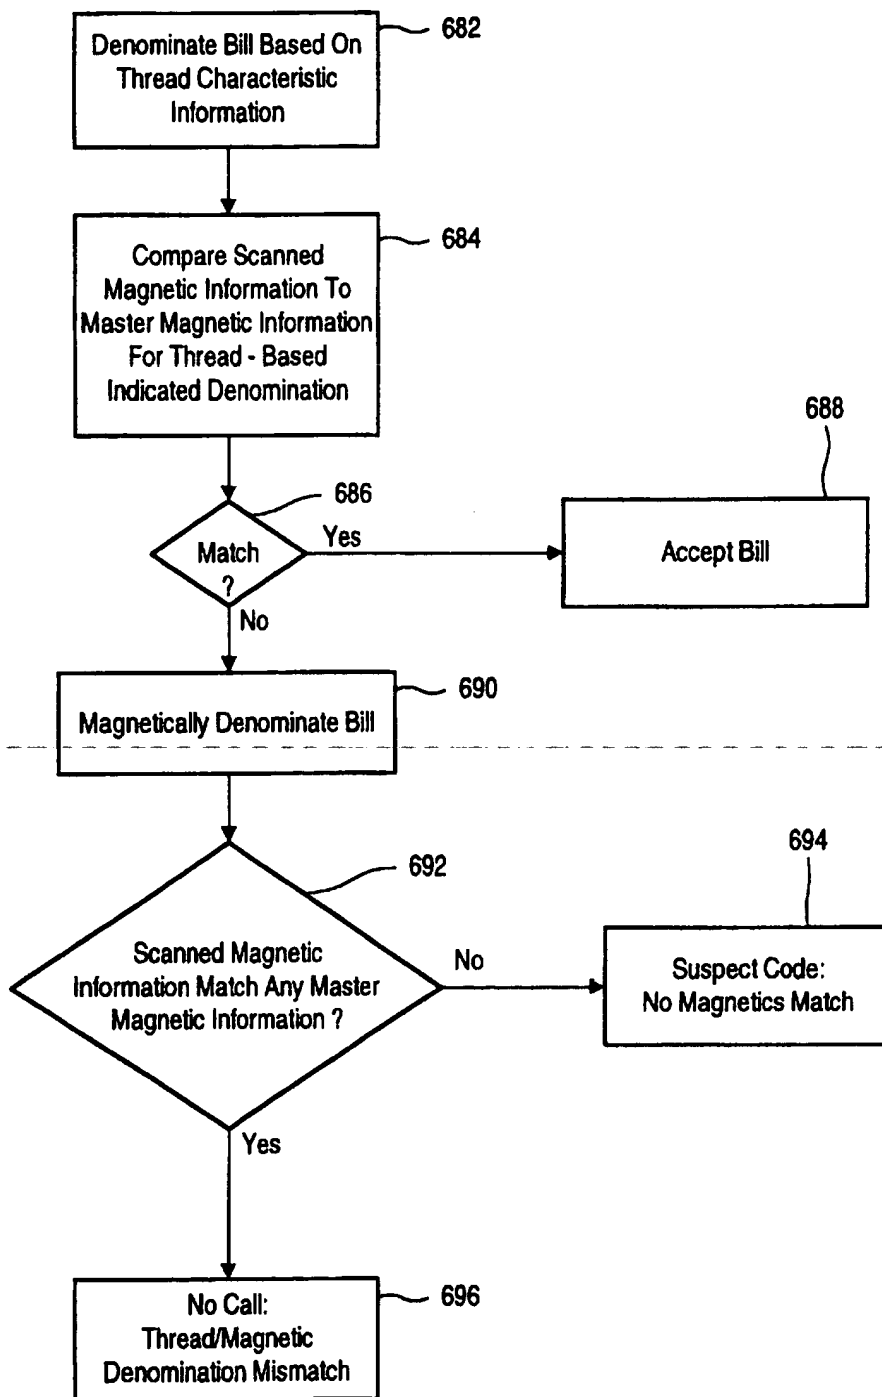 Denominate Bill Based On
Thread Characteristic
Information
682
Compare Scanned
Magnetic Information To
Master Magnetic Information
For Thread - Based
Indicated Denomination
684
Match
?
686
Yes
Accept Bill
688
No
Magnetically Denominate Bill
690
Scanned Magnetic
Information Match Any Master
Magnetic Information ?
692
No
Suspect Code:
No Magnetics Match
694
Yes
No Call:
Thread/Magnetic
Denomination Mismatch
696